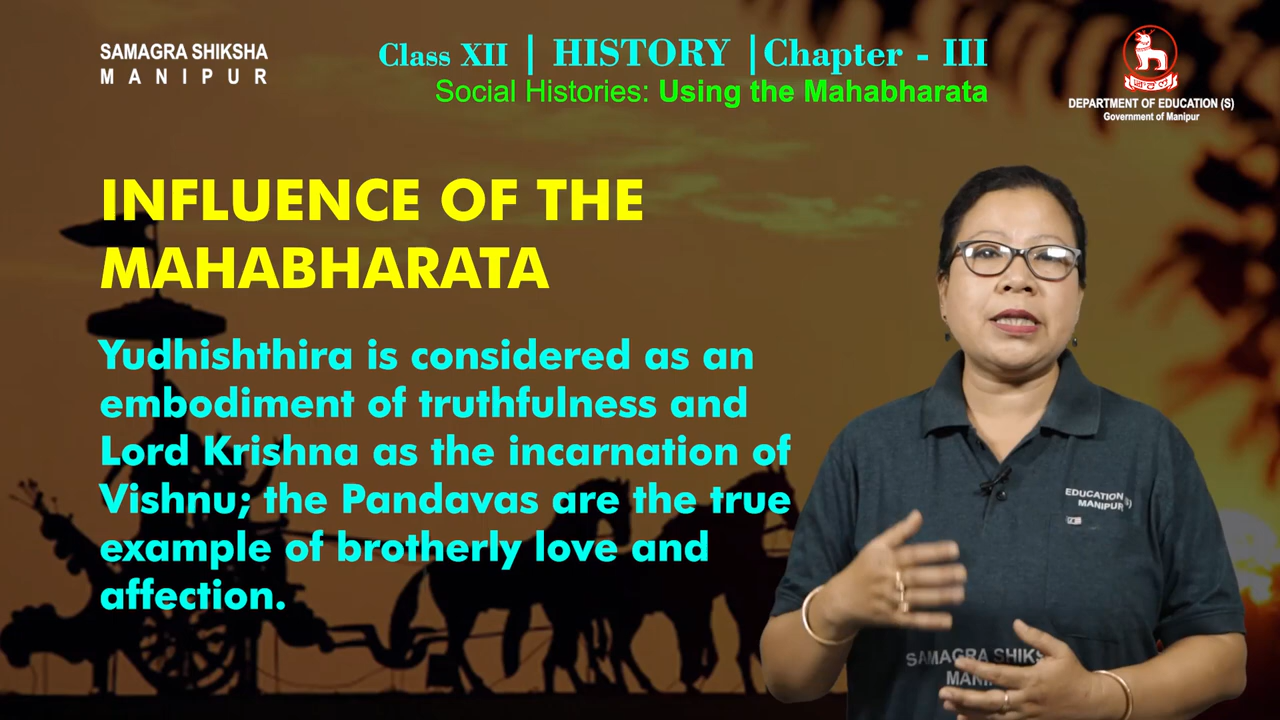 SAMAGRA SHIKSHA
MANIPUR
Class XII | HISTORY | Chapter - III
Social Histories: Using the Mahabharata
DEPARTMENT OF EDUCATION (S)
Government of Manipur
INFLUENCE OF THE
MAHABHARATA
Yudhishthira is considered as an
embodiment of truthfulness and
Lord Krishna as the incarnation of
Vishnu; the Pandavas are the true
example of brotherly love and
affection.
EDUCATION (S)
MANIPUR
SAMAGRA